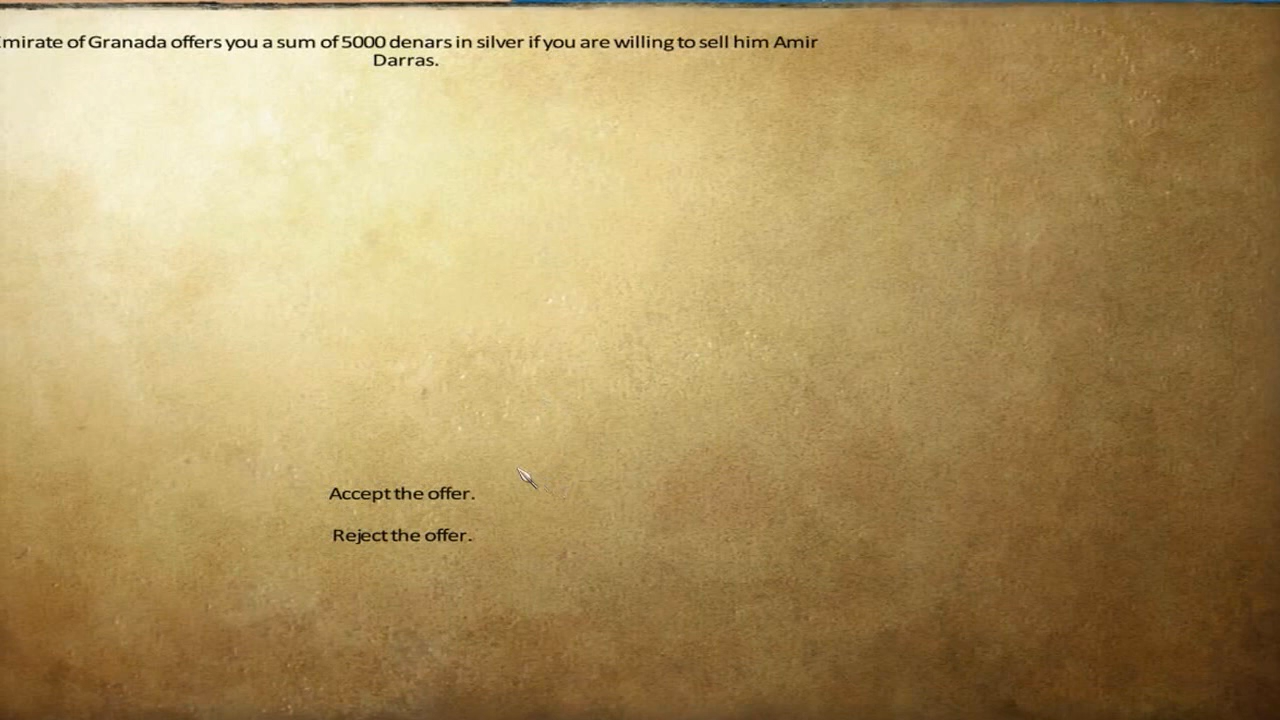 mirate of Granada offers you a sum of 5000 denars in silver if you are willing to sell him Amir
Darras.
Accept the offer.
Reject the offer.